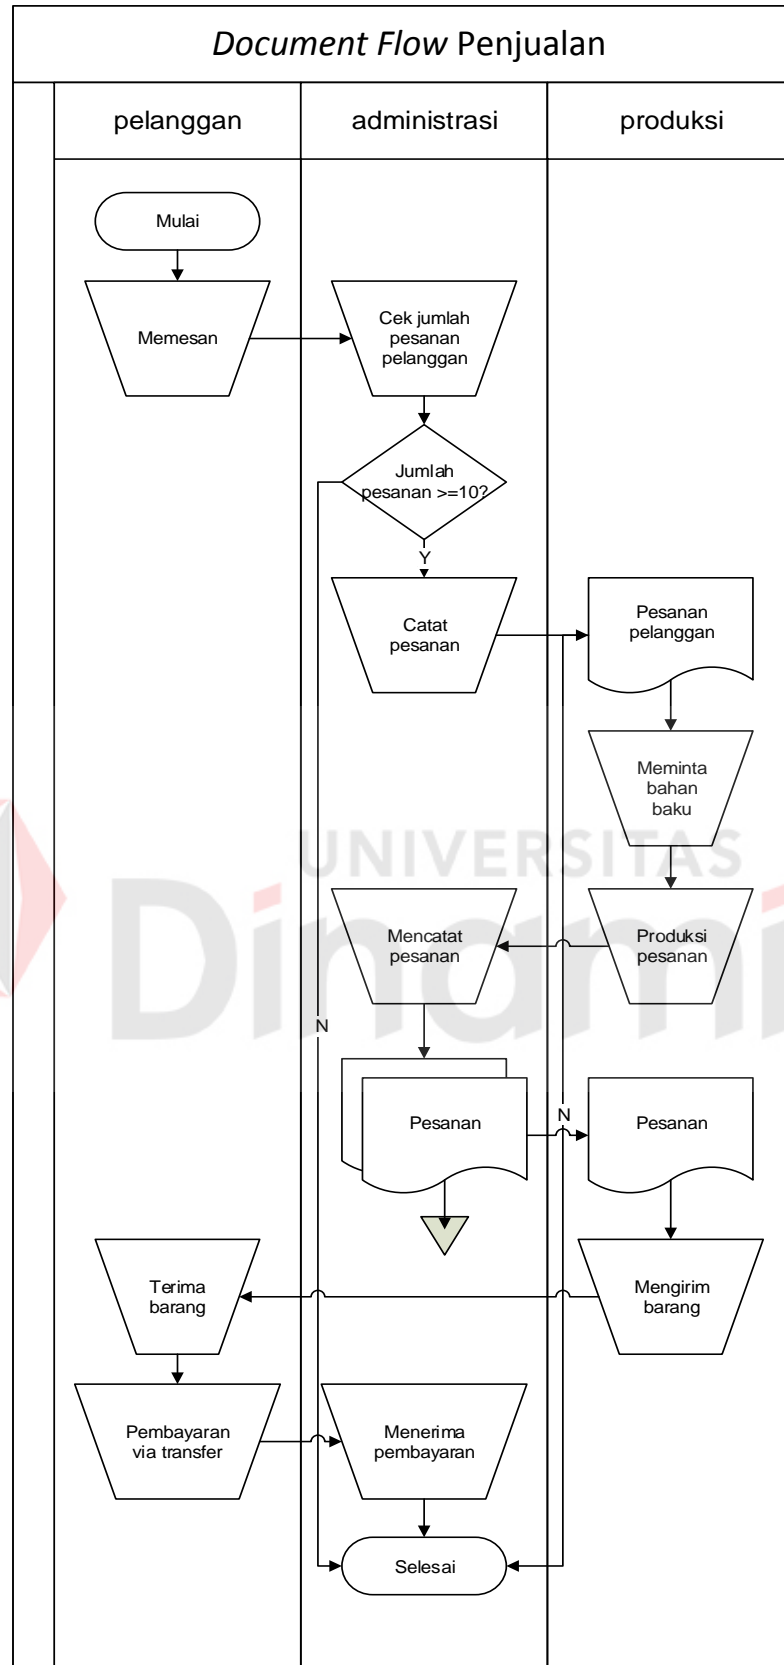 Document Flow Penjualan
pelanggan
administrasi
produksi
Mulai
Memesan
Cek jumlah
pesanan
pelanggan
Jumlah
pesanan >=10?
Y
Catat
pesanan
Pesanan
pelanggan
Meminta
bahan
baku
UNIVERSITAS
Dinami
Mencatat
pesanan
Produksi
pesanan
N
Pesanan
N
Pesanan
Terima
barang
Mengirim
barang
Pembayaran
via transfer
Menerima
pembayaran
Selesai